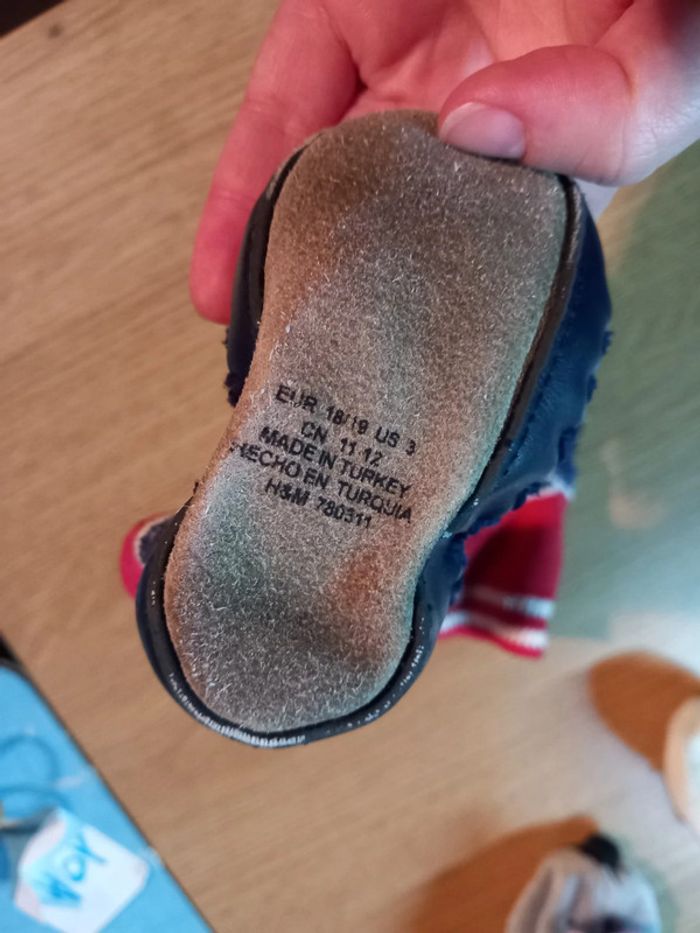 EUR 18/19 US 3
CN 11 12
MADE IN TURKEY
HECHO EN TURQUIA
H&M 780311